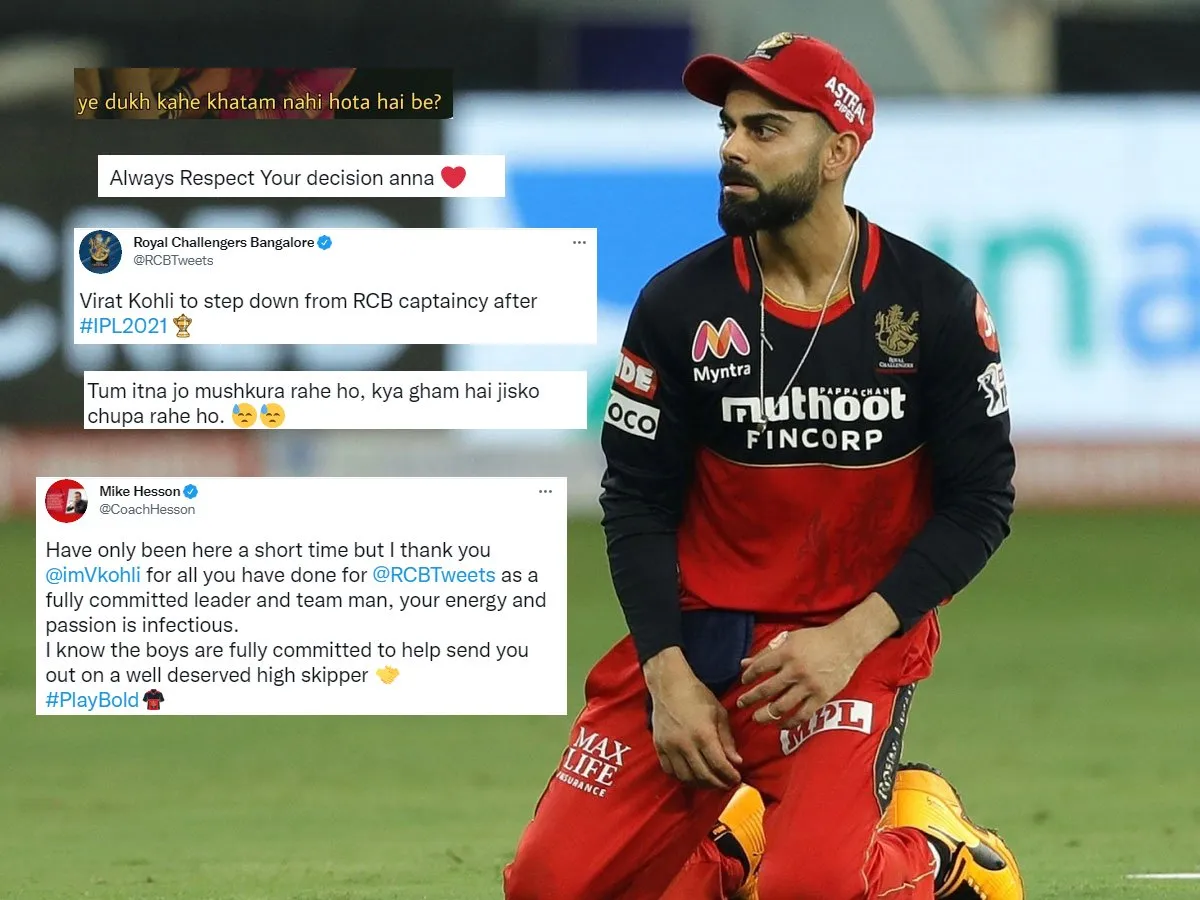 ye dukh kahe khatam nahi hota hai be?
Always Respect Your decision anna ❤️
Royal Challengers Bangalore
@RCBTweets
Virat Kohli to step down from RCB captaincy after
#IPL2021
Tum itna jo mushkura rahe ho, kya gham hai jisko
chupa rahe ho. 😓😓
Mike Hesson
@CoachHesson
Have only been here a short time but I thank you
@imVkohli for all you have done for @RCBTweets as a
fully committed leader and team man, your energy and
passion is infectious.
I know the boys are fully committed to help send you
out on a well deserved high skipper 🤝
#PlayBold
ASTRAL
PIPES
Myntra
ROYAL
CHALLENGERS
PAPPACHAN
muthoot
FINCORP
OCO
MPL
MAX
LIFE
INSURANCE